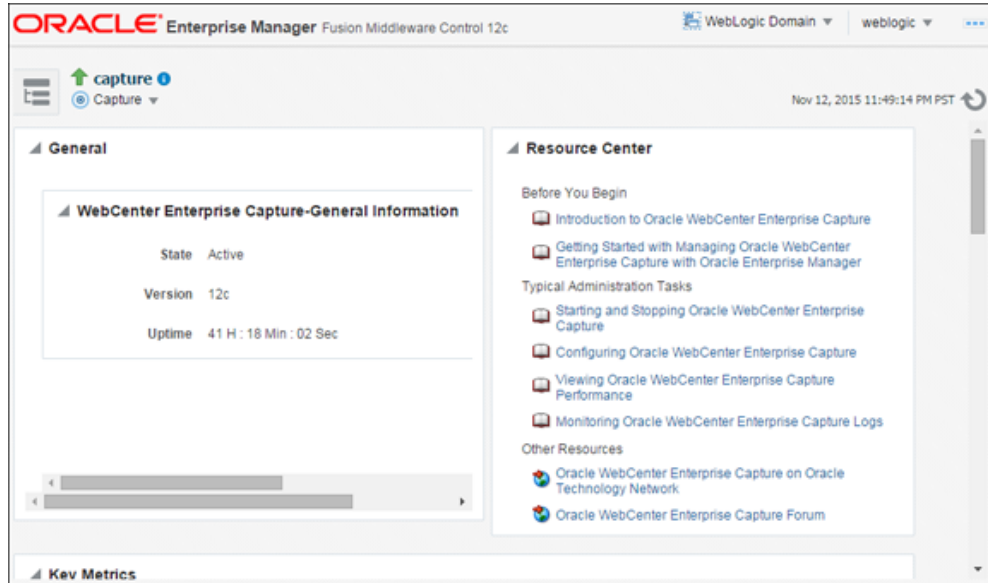 ORACLE Enterprise Manager Fusion Middleware Control 12c
WebLogic Domain
weblogic
capture
Capture
Nov 12, 2015 11:49:14 PM PST
General
WebCenter Enterprise Capture-General Information
State Active
Version 12c
Uptime 41 H : 18 Min : 02 Sec
Resource Center
Before You Begin
Introduction to Oracle WebCenter Enterprise Capture
Getting Started with Managing Oracle WebCenter
Enterprise Capture with Oracle Enterprise Manager
Typical Administration Tasks
Starting and Stopping Oracle WebCenter Enterprise
Capture
Configuring Oracle WebCenter Enterprise Capture
Viewing Oracle WebCenter Enterprise Capture
Performance
Monitoring Oracle WebCenter Enterprise Capture Logs
Other Resources
Oracle WebCenter Enterprise Capture on Oracle
Technology Network
Oracle WebCenter Enterprise Capture Forum
Key Metrics